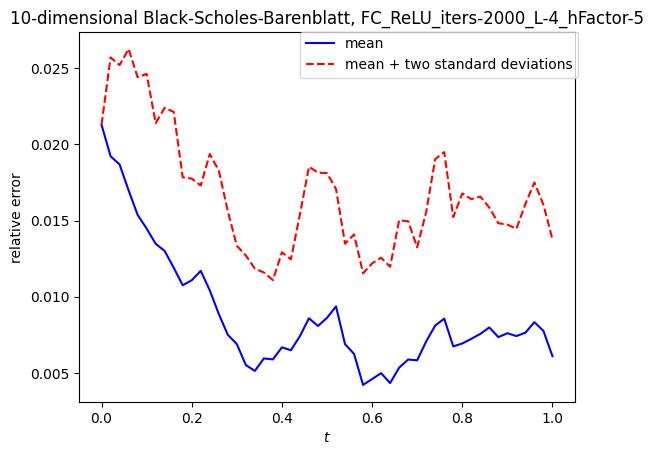 10-dimensional Black-Scholes-Barenblatt, FC_ReLU_iters-2000_L-4_hFactor-5
mean
mean + two standard deviations
relative error
0.025
0.020
0.015
0.010
0.005
0.0 0.2 0.4 0.6 0.8 1.0
t